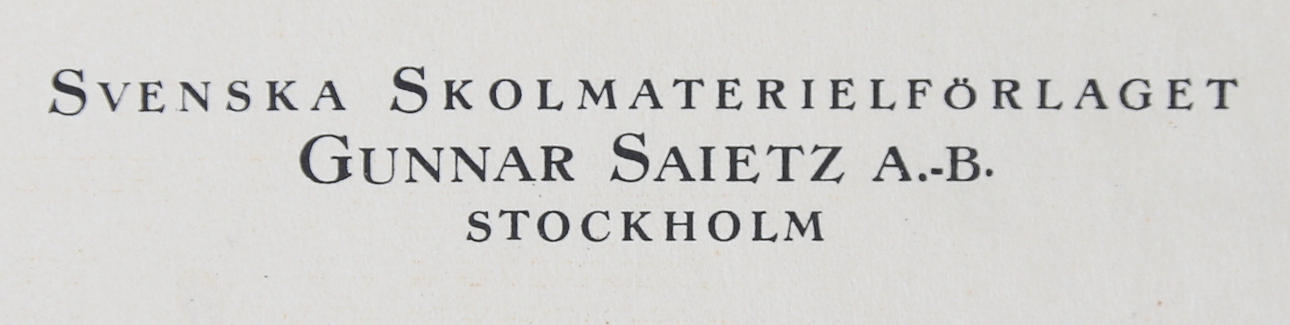 Svenska Skolmaterielförlaget
Gunnar Saietz A.-B.
STOCKHOLM